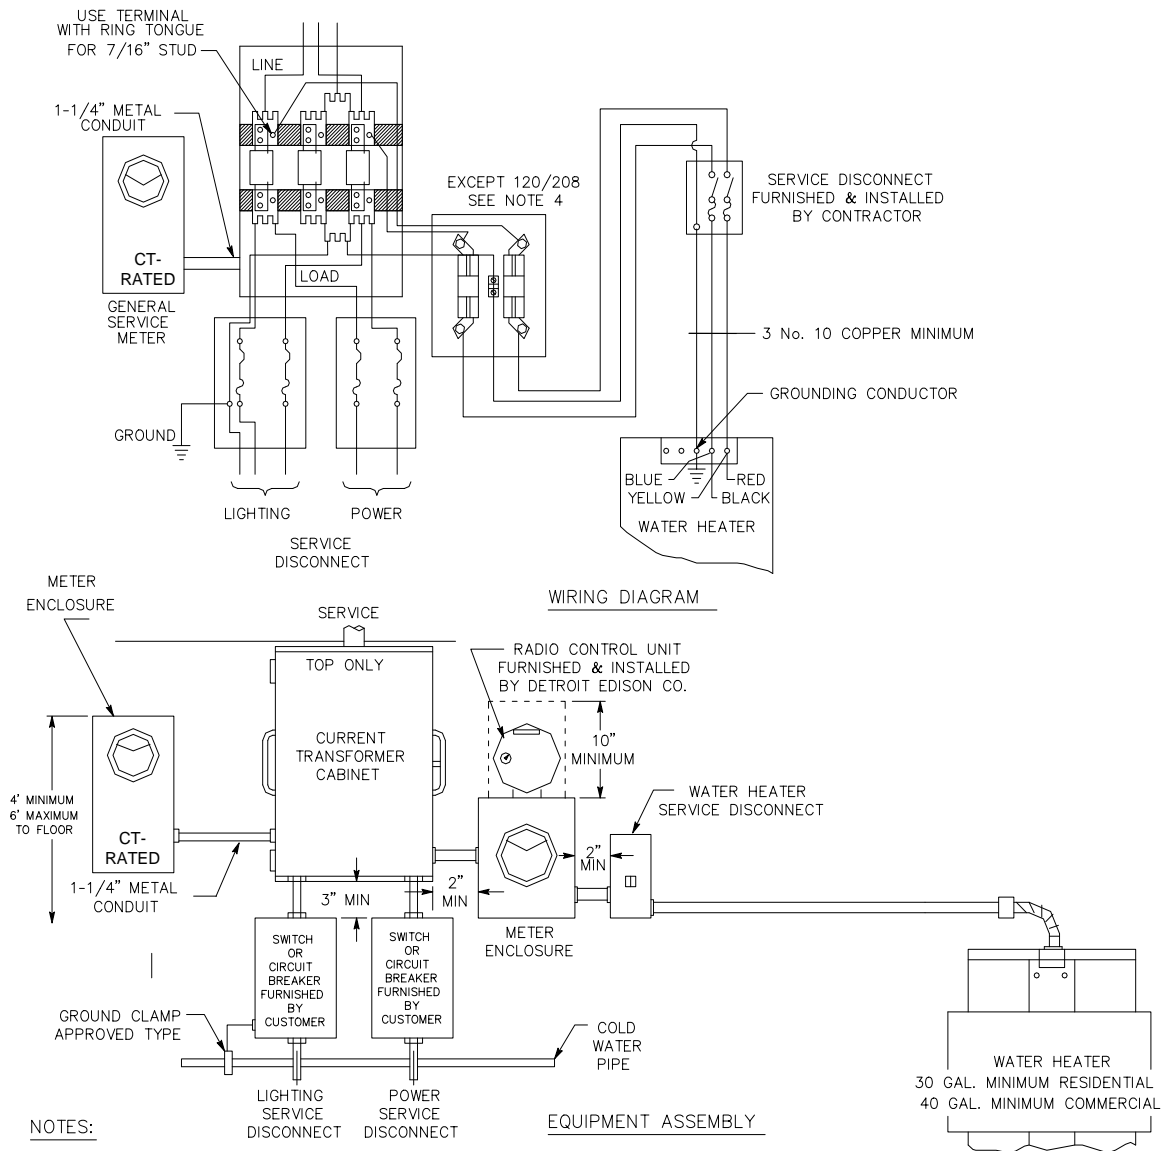 USE TERMINAL
WITH RING TONGUE
FOR 7/16" STUD
LINE
1-1/4" METAL
CONDUIT
CT-
RATED
GENERAL
SERVICE
METER
LOAD
EXCEPT 120/208
SEE NOTE 4
SERVICE DISCONNECT
FURNISHED & INSTALLED
BY CONTRACTOR
3 No. 10 COPPER MINIMUM
GROUNDING CONDUCTOR
GROUND
BLUE
RED
YELLOW
BLACK
WATER HEATER
LIGHTING
POWER
SERVICE
DISCONNECT
WIRING DIAGRAM
METER
ENCLOSURE
SERVICE
TOP ONLY
CURRENT
TRANSFORMER
CABINET
RADIO CONTROL UNIT
FURNISHED & INSTALLED
BY DETROIT EDISON CO.
10"
MINIMUM
4' MINIMUM
6' MAXIMUM
TO FLOOR
CT-
RATED
1-1/4" METAL
CONDUIT
3" MIN
2"
MIN
2"
MIN
WATER HEATER
SERVICE DISCONNECT
METER
ENCLOSURE
SWITCH
OR
CIRCUIT
BREAKER
FURNISHED
BY
CUSTOMER
SWITCH
OR
CIRCUIT
BREAKER
FURNISHED
BY
CUSTOMER
GROUND CLAMP
APPROVED TYPE
COLD
WATER
PIPE
LIGHTING
SERVICE
DISCONNECT
POWER
SERVICE
DISCONNECT
WATER HEATER
30 GAL. MINIMUM RESIDENTIAL
40 GAL. MINIMUM COMMERCIAL
NOTES:
EQUIPMENT ASSEMBLY